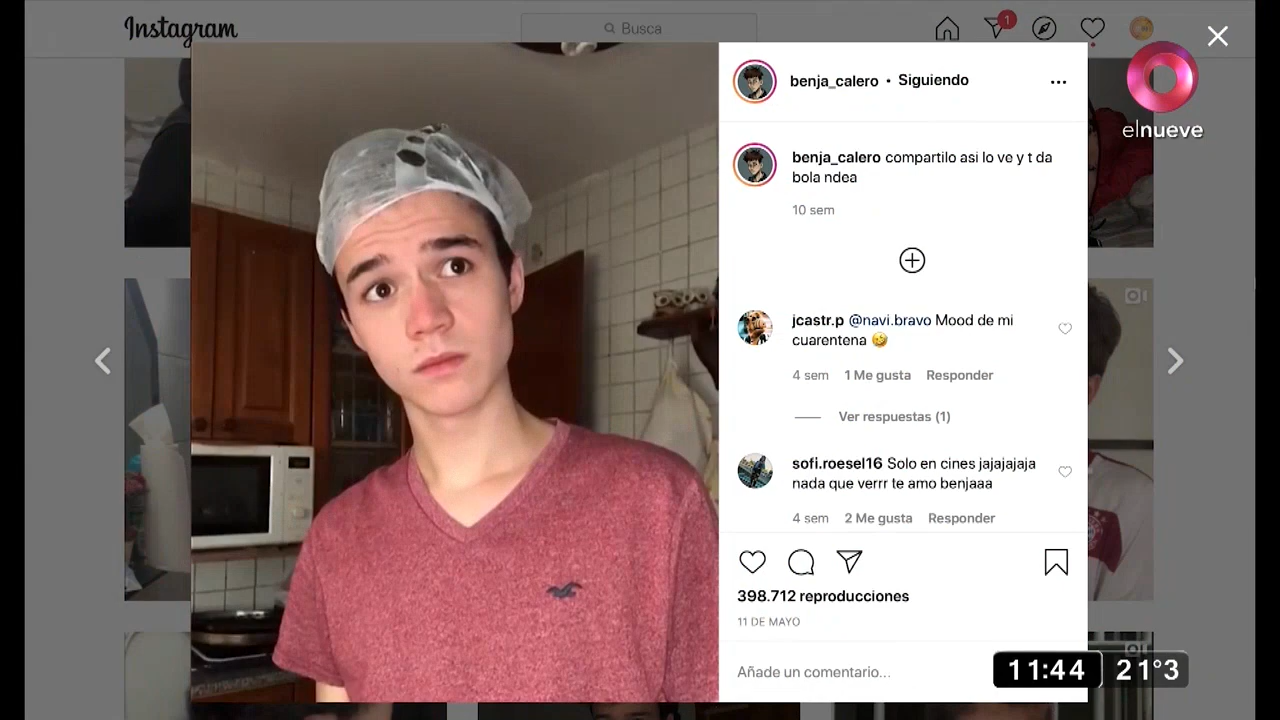 Instagram
Busca
1
benja_calero • Siguiendo
elnueve
benja_calero compartilo asi lo ve y t da
bola ndea
10 sem
jcastr.p @navi.bravo Mood de mi
cuarentena 🤣
4 sem 1 Me gusta Responder
Ver respuestas (1)
sofi.roesel16 Solo en cines jajajajaja
nada que verrr te amo benjaaa
4 sem 2 Me gusta Responder
398.712 reproducciones
11 DE MAYO
Añade un comentario...
11:44 21°3